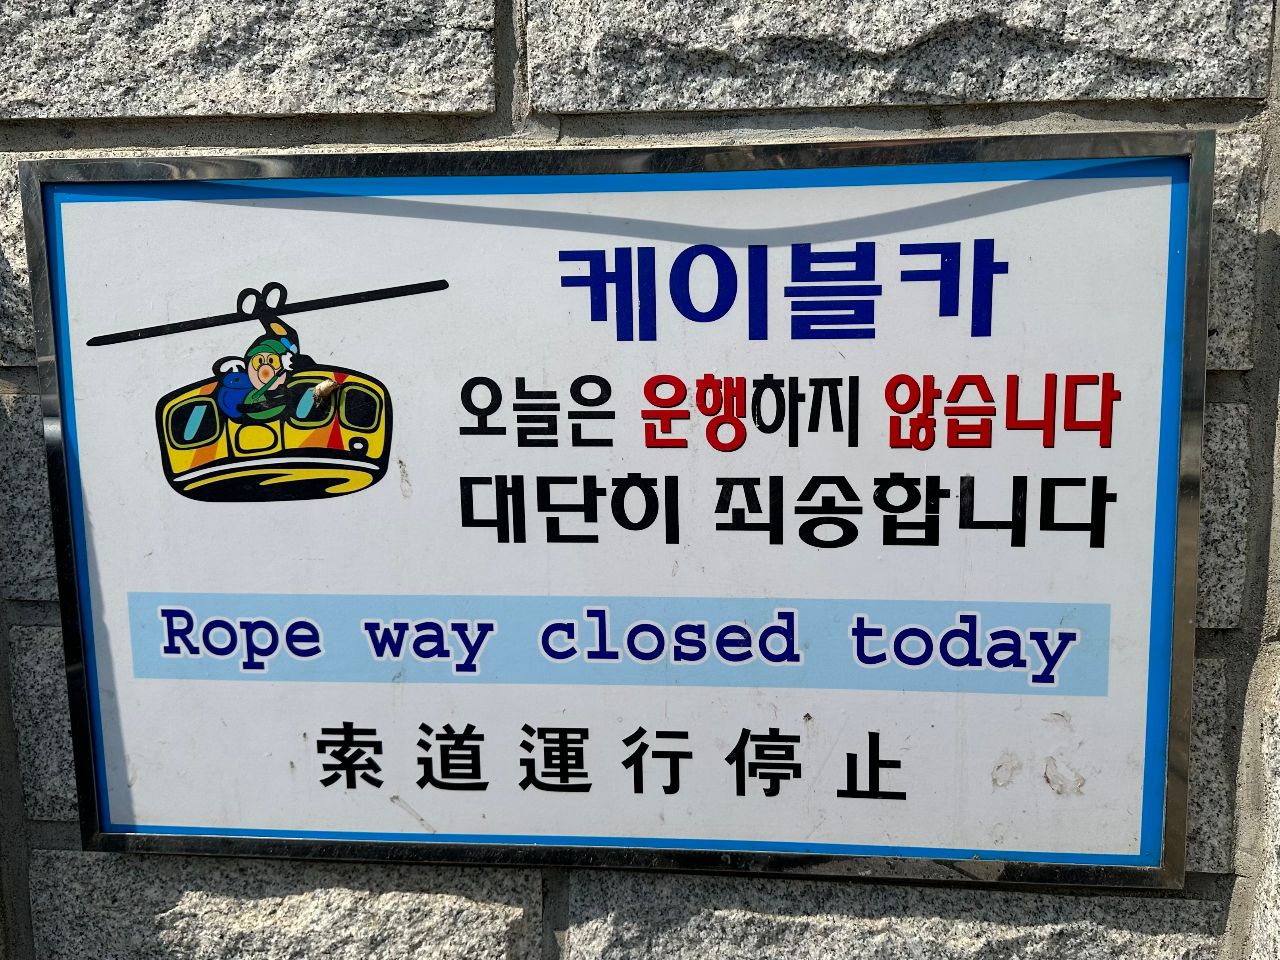 케이블카
오늘은 운행하지 않습니다
대단히 죄송합니다
Rope way closed today
索道運行停止